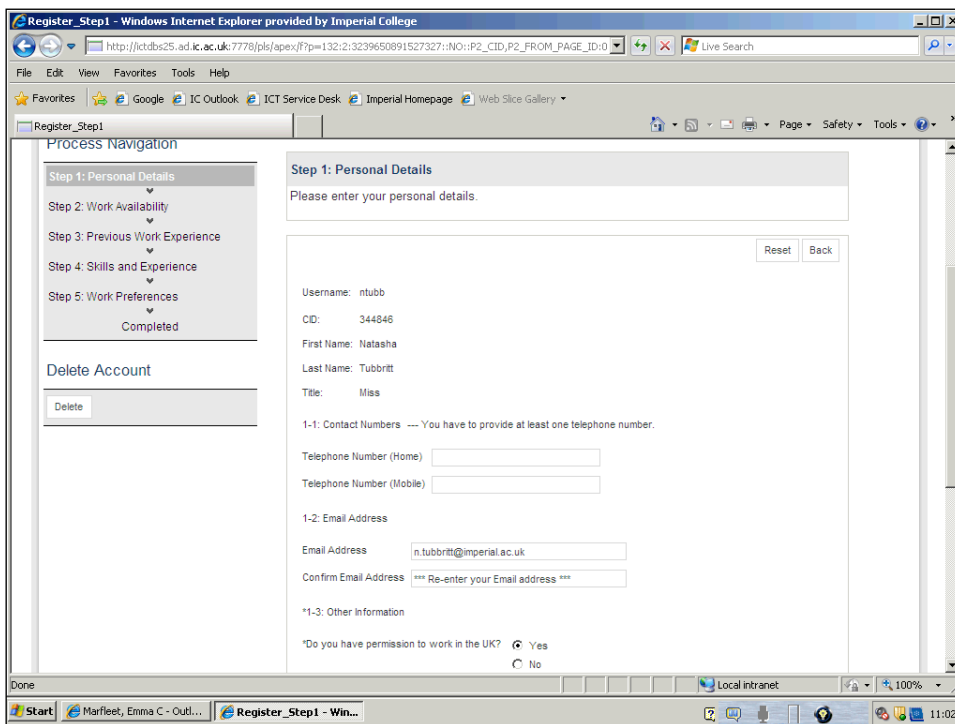 Register_Step1 - Windows Internet Explorer provided by Imperial College
http://ictdbs25.ad.ic.ac.uk:7778/pls/apex/f?p=132:2:3239650891527327::NO::P2_CID,P2_FROM_PAGE_ID:0
Live Search
File Edit View Favorites Tools Help
Favorites Google IC Outlook ICT Service Desk Imperial Homepage Web Slice Gallery
Register_Step1
Page Safety Tools
Process Navigation
Step 1: Personal Details
Step 2: Work Availability
Step 3: Previous Work Experience
Step 4: Skills and Experience
Step 5: Work Preferences
Completed
Delete Account
Delete
Step 1: Personal Details
Please enter your personal details.
Reset Back
Username: ntubb
CID: 344846
First Name: Natasha
Last Name: Tubbritt
Title: Miss
1-1: Contact Numbers --- You have to provide at least one telephone number.
Telephone Number (Home)
Telephone Number (Mobile)
1-2: Email Address
Email Address n.tubbritt@imperial.ac.uk
Confirm Email Address *** Re-enter your Email address ***
*1-3: Other Information
*Do you have permission to work in the UK? Yes
No
Done Local intranet 100%
Start Marfleet, Emma C - Outl... Register_Step1 - Win... 11:02